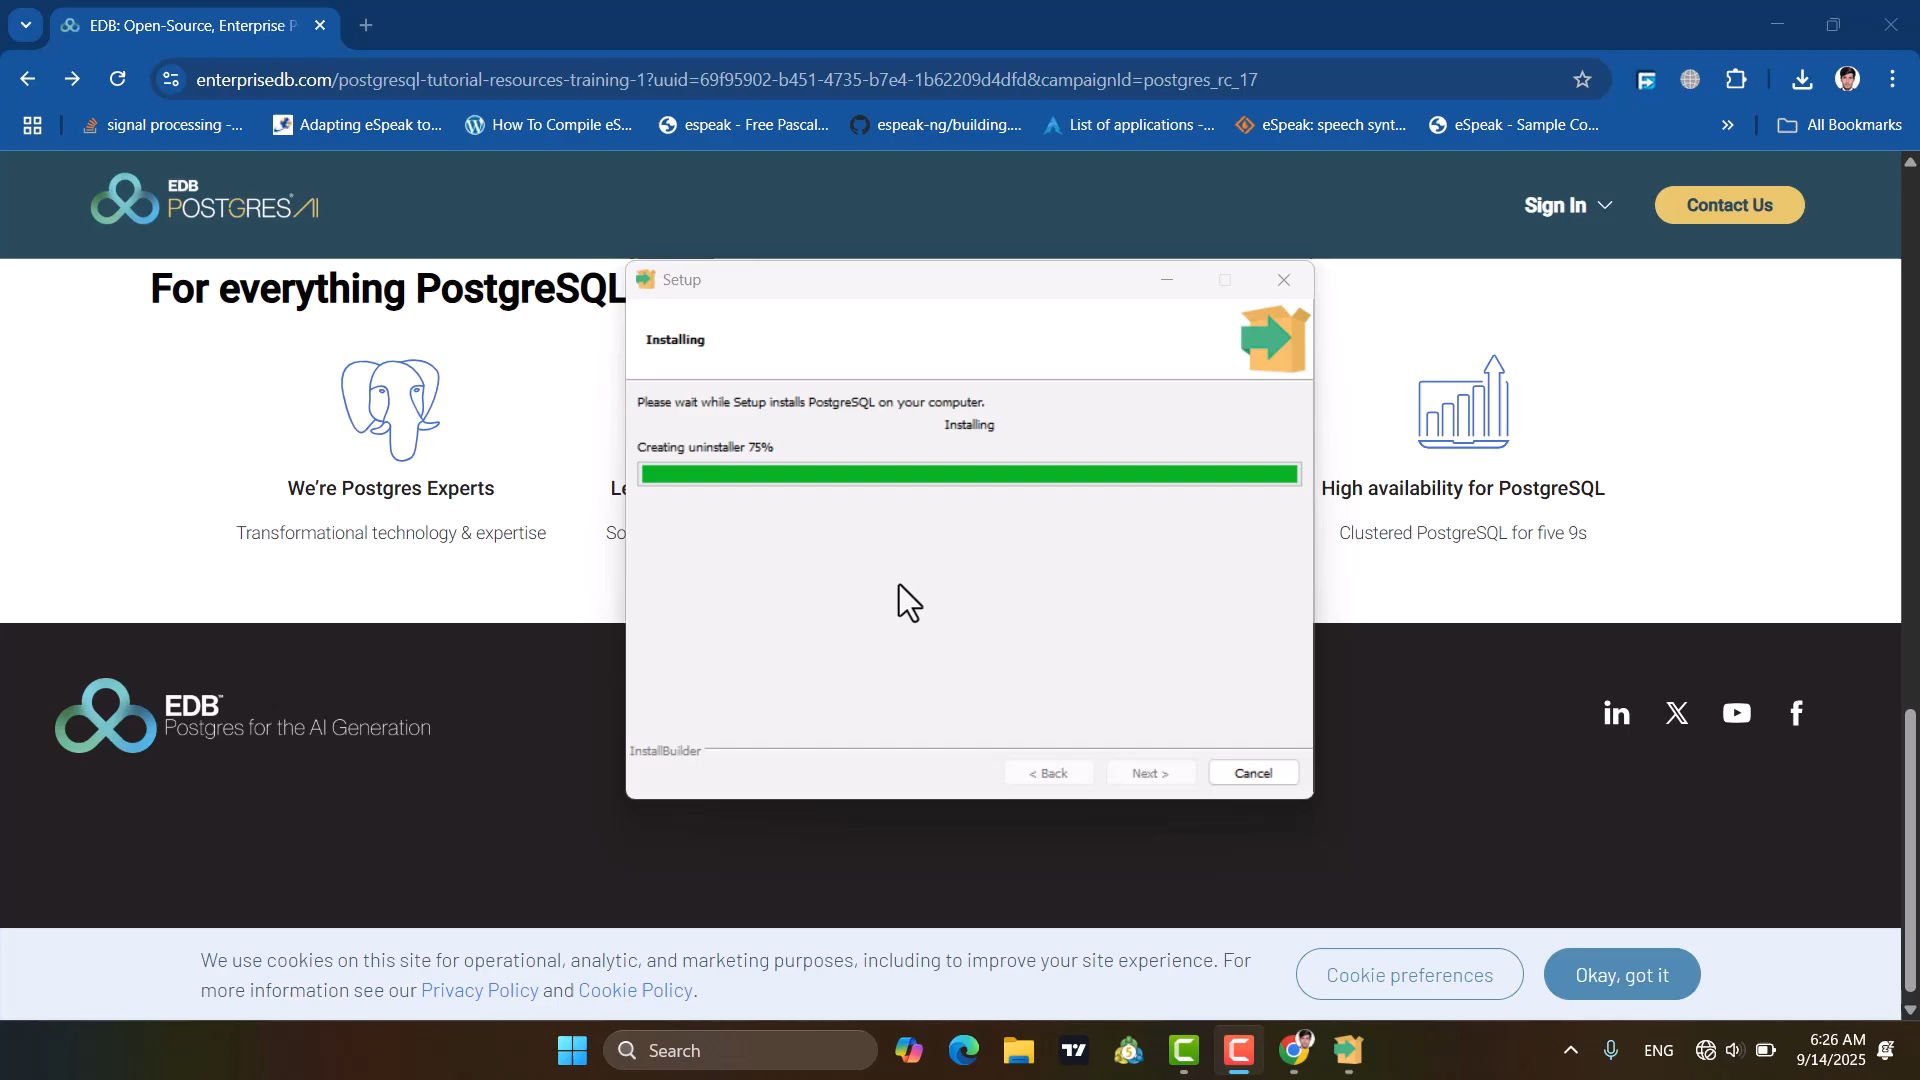 EDB: Open-Source, Enterprise P
enterprisedb.com/postgresql-tutorial-resources-training-1?uuid=69f95902-b451-4735-b7e4-1b62209d4dfd&campaignId=postgres_rc_17
signal processing -...
Adapting eSpeak to...
How To Compile eS...
espeak - Free Pascal...
espeak-ng/building....
List of applications -...
eSpeak: speech synt...
eSpeak - Sample Co...
All Bookmarks
EDB
POSTGRES AI
Sign In
Contact Us
For everything PostgreSQL
Setup
Installing
Please wait while Setup installs PostgreSQL on your computer.
Installing
Creating uninstaller 75%
InstallBuilder
< Back
Next >
Cancel
We're Postgres Experts
Transformational technology & expertise
Le
So
High availability for PostgreSQL
Clustered PostgreSQL for five 9s
EDB™
Postgres for the AI Generation
We use cookies on this site for operational, analytic, and marketing purposes, including to improve your site experience. For
more information see our Privacy Policy and Cookie Policy.
Cookie preferences
Okay, got it
Search
ENG
6:26 AM
9/14/2025